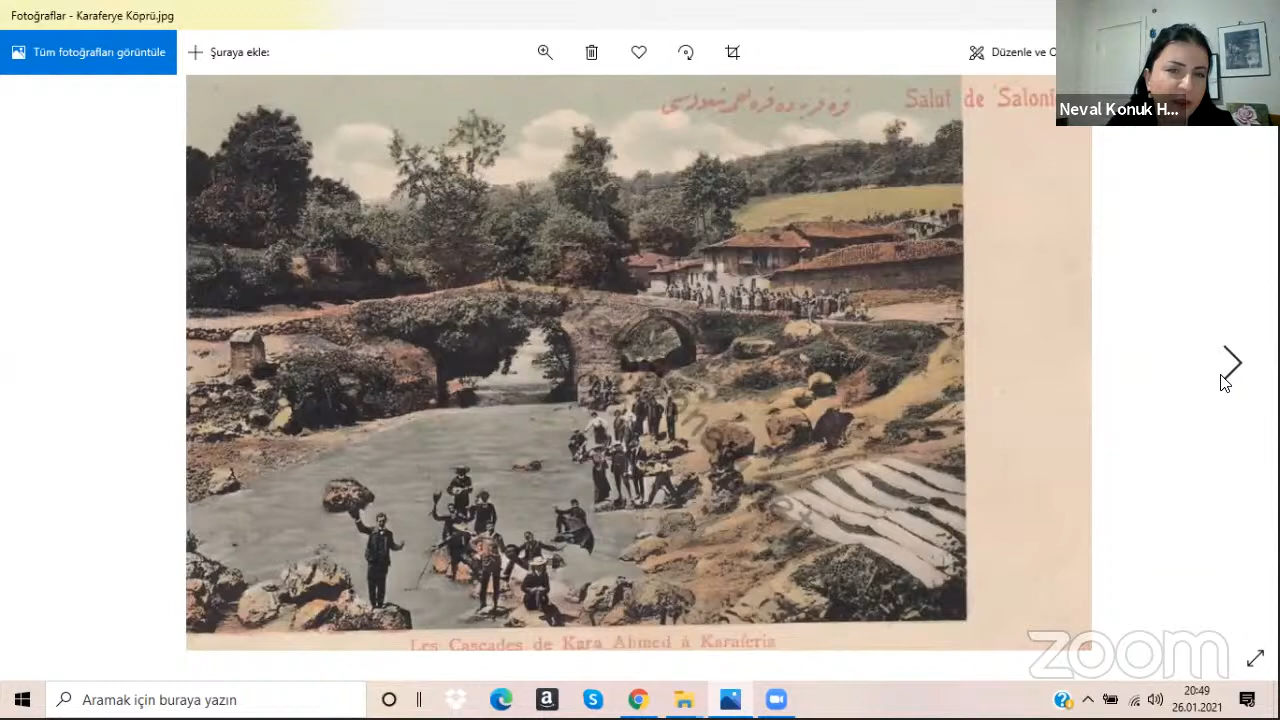 Fotoğraflar - Karaferye Köprü.jpg
Tüm fotoğrafları görüntüle
Şuraya ekle:
Düzenle ve O
Neval Konuk H...
Salut de Saloni
Les Cascades de Kara Ahmed à Karaferia
zoom
Aramak için buraya yazın
20:49
26.01.2021